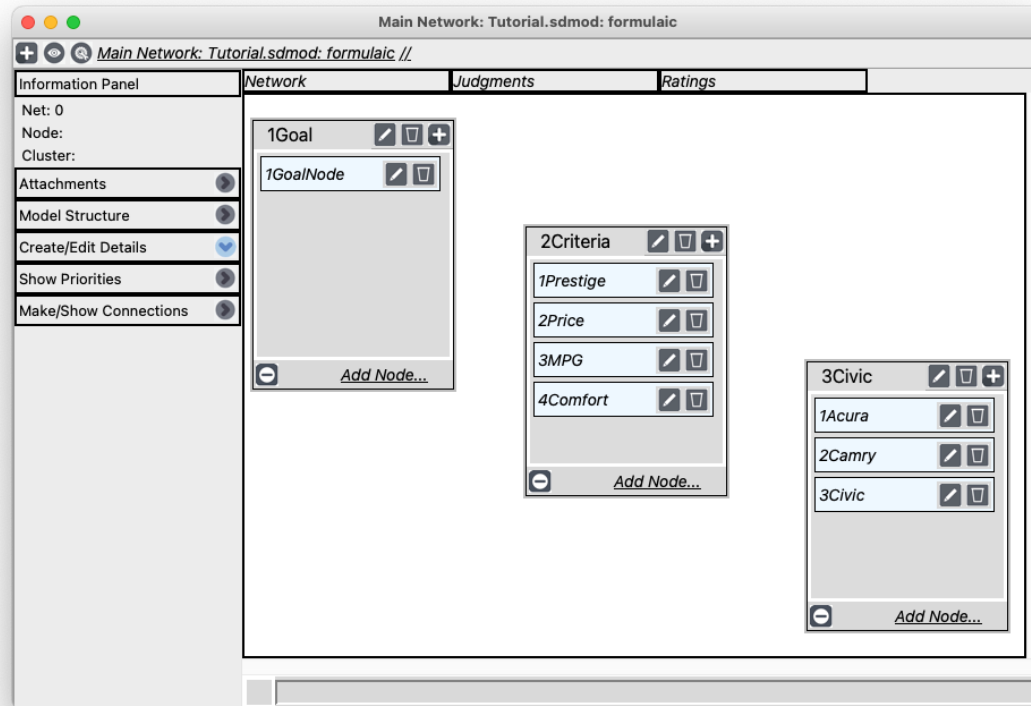 Main Network: Tutorial.sdmod: formulaic
Main Network: Tutorial.sdmod: formulaic //
Information Panel
Network
Judgments
Ratings
Net: 0
Node:
Cluster:
Attachments
Model Structure
Create/Edit Details
Show Priorities
Make/Show Connections
1Goal
1GoalNode
Add Node...
2Criteria
1Prestige
2Price
3MPG
4Comfort
Add Node...
3Civic
1Acura
2Camry
3Civic
Add Node...